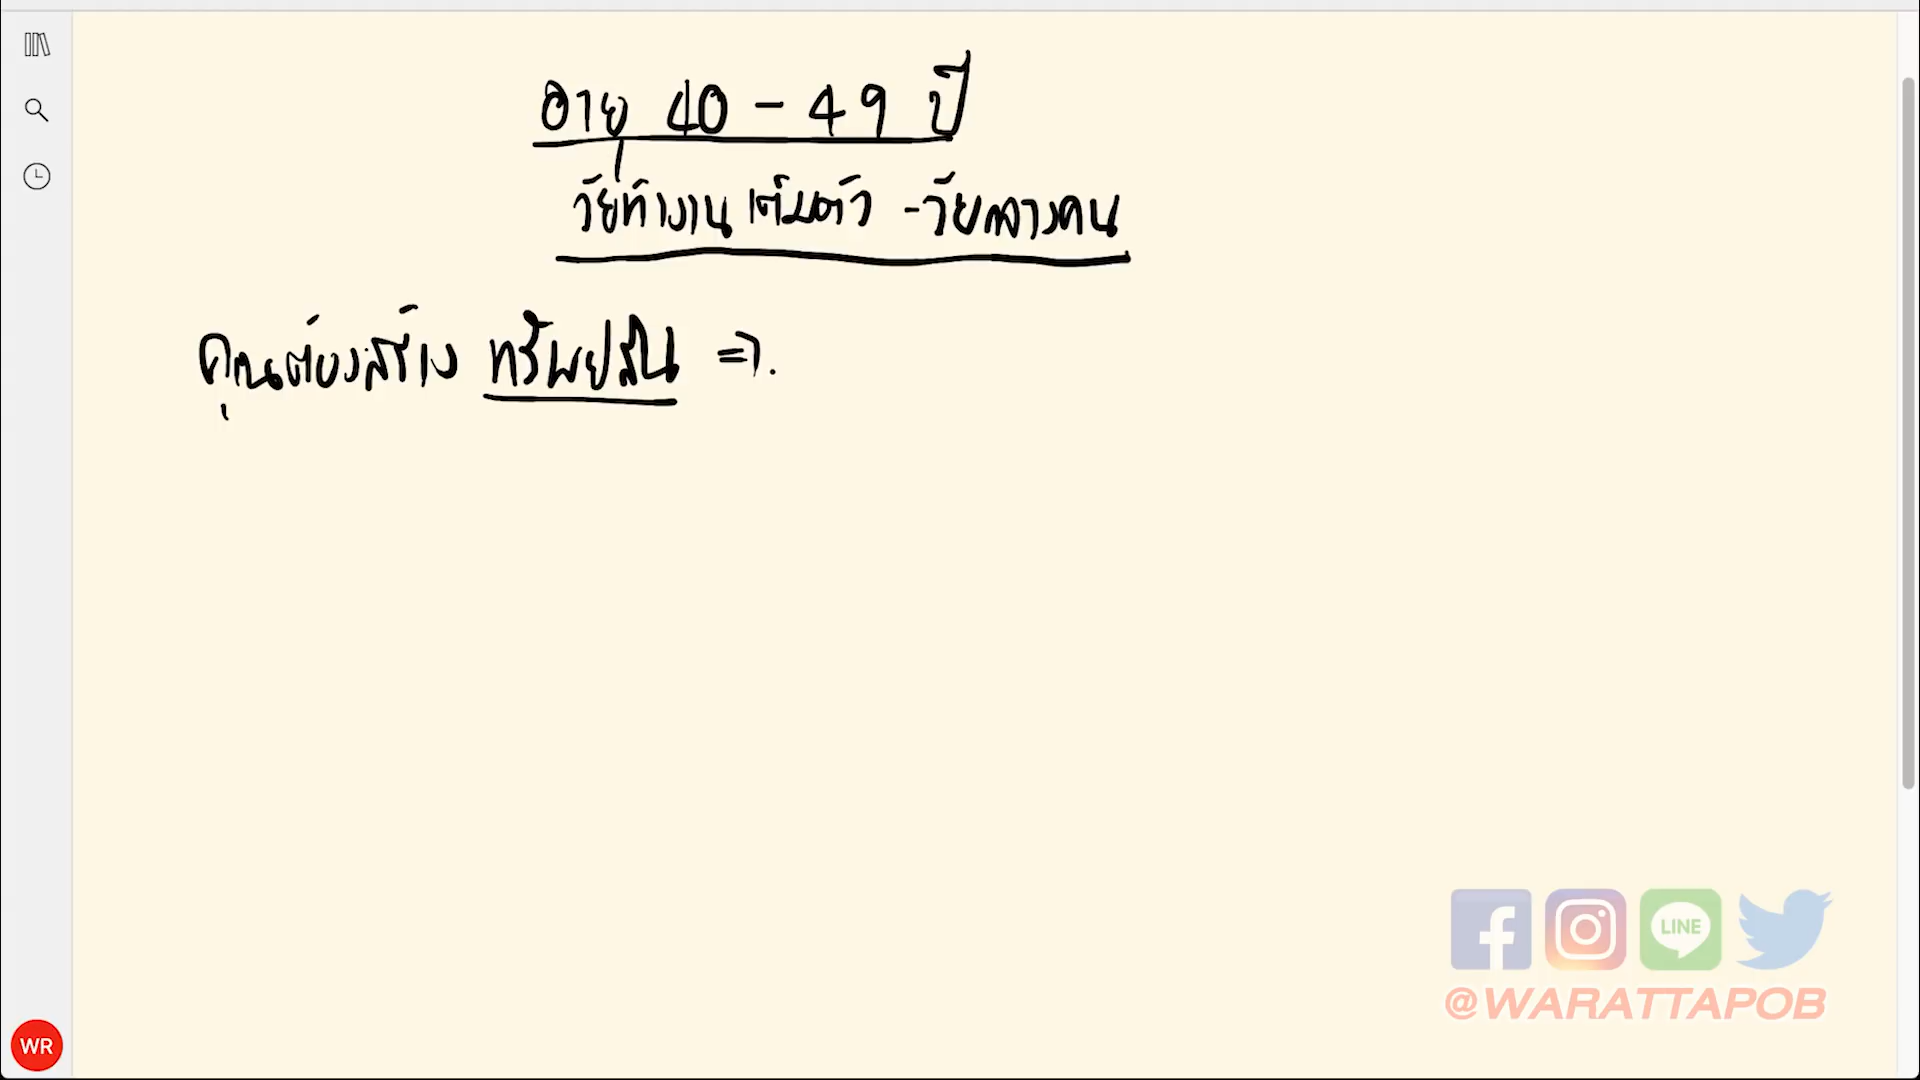 อายุ 40 - 49 ปี
วัยทำงานเต็มตัว - วัยกลางคน
คุณต้องสร้าง ทรัพย์สิน =>.
LINE
@WARATTAPOB
WR